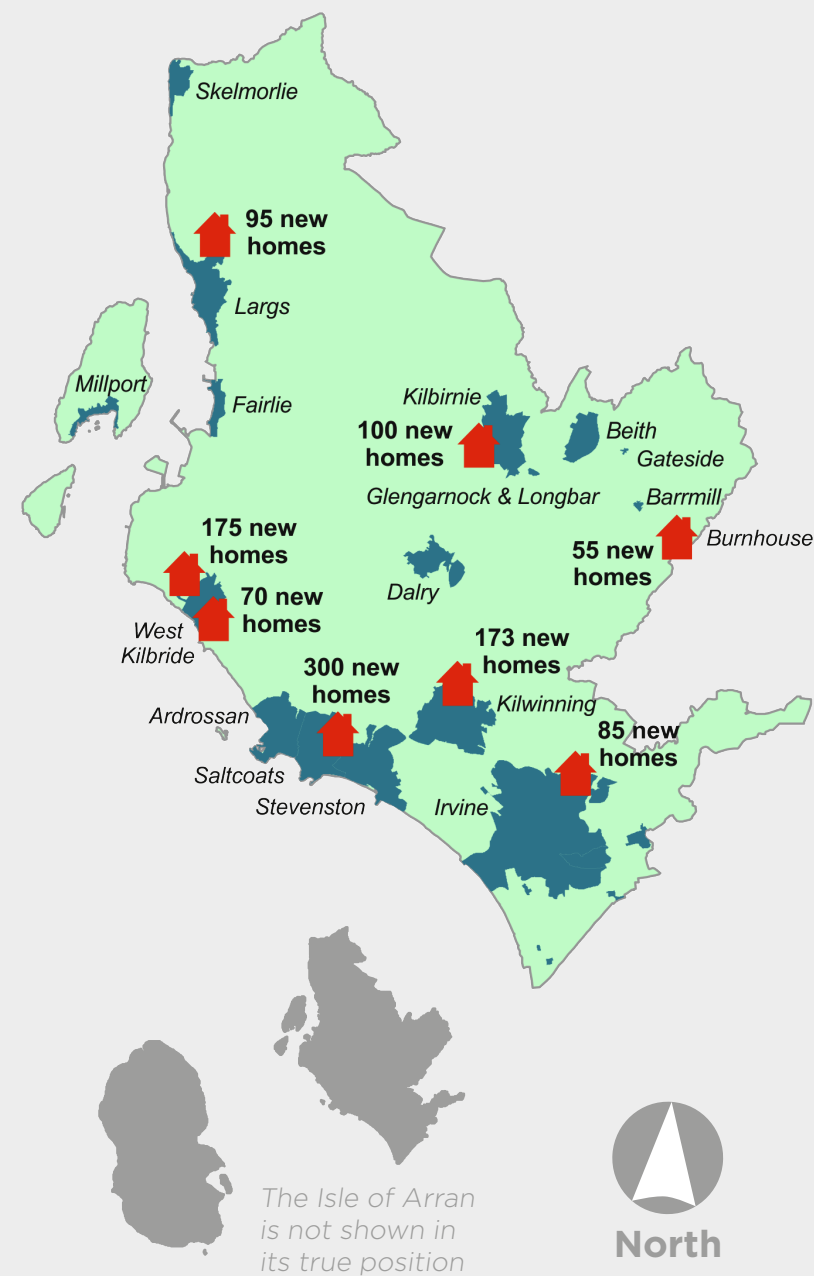 Skelmorlie
95 new
homes
Largs
Millport
Fairlie
Kilbirnie
100 new
homes
Beith
Gateside
Glengarnock & Longbar
Barrmill
175 new
homes
55 new
homes
Burnhouse
70 new
homes
Dalry
West
Kilbride
173 new
homes
300 new
homes
Kilwinning
Ardrossan
85 new
homes
Saltcoats
Stevenston
Irvine
The Isle of Arran
is not shown in
its true position
North